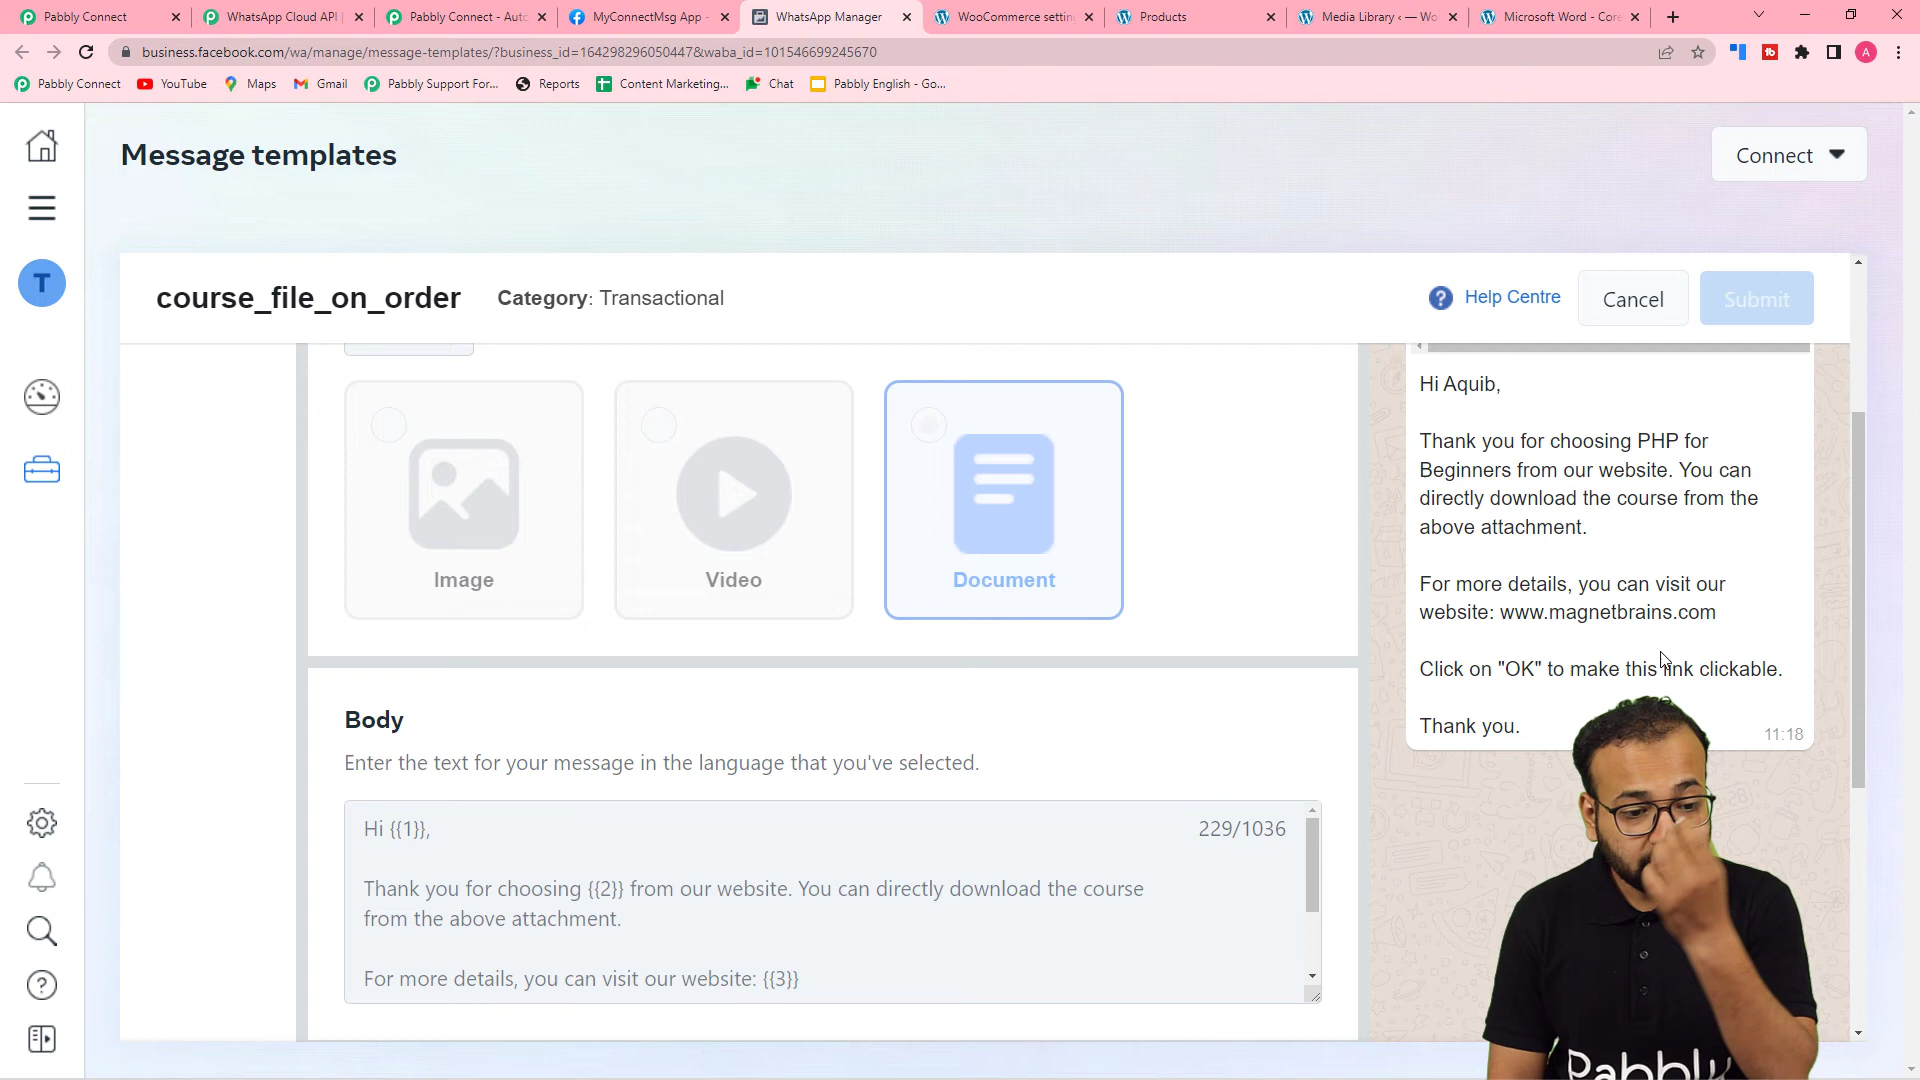 Pabbly Connect
WhatsApp Cloud API |
Pabbly Connect - Auto
MyConnectMsg App -
WhatsApp Manager
WooCommerce settin
Products
Media Library ‹ — Wo
Microsoft Word - Core
business.facebook.com/wa/manage/message-templates/?business_id=164298296050447&waba_id=101546699245670
A
Pabbly Connect
YouTube
Maps
Gmail
Pabbly Support For...
Reports
Content Marketing...
Chat
Pabbly English - Go...
Message templates
Connect
T
course_file_on_order
Category: Transactional
Help Centre
Cancel
Submit
Image
Video
Document
Body
Enter the text for your message in the language that you've selected.
Hi {{1}},
229/1036
Thank you for choosing {{2}} from our website. You can directly download the course
from the above attachment.
For more details, you can visit our website: {{3}}
Hi Aquib,
Thank you for choosing PHP for
Beginners from our website. You can
directly download the course from the
above attachment.
For more details, you can visit our
website: www.magnetbrains.com
Click on "OK" to make this link clickable.
Thank you.
11:18
Pabbly